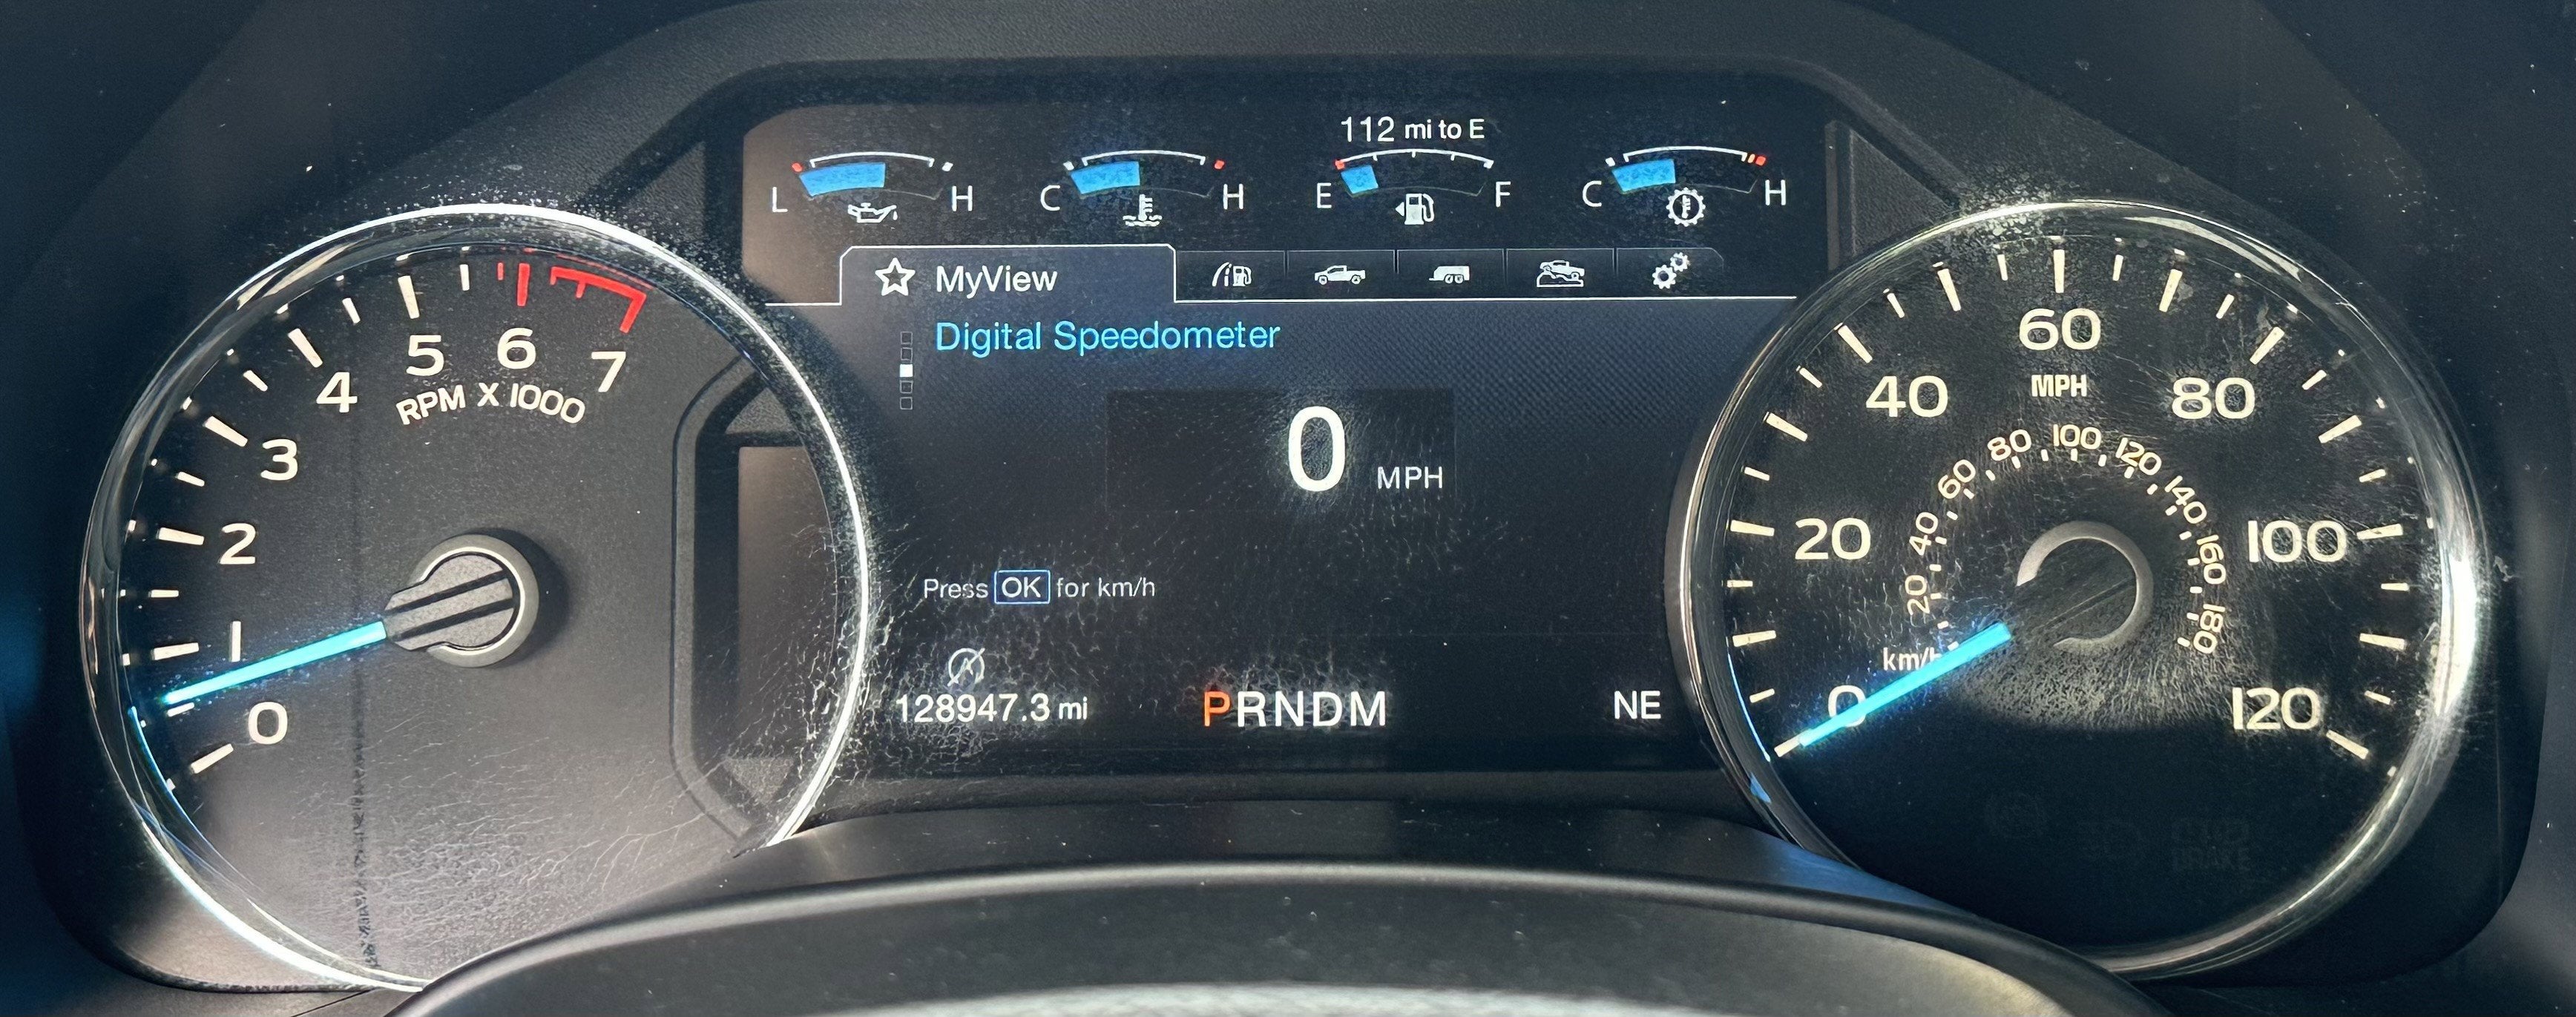 112 mi to E
L H C H E F C H
MyView
Digital Speedometer
0 MPH
Press OK for km/h
128947.3 mi PRNDM NE
0 1 2 3 4 5 6 7
RPM X 1000
0 20 40 60 80 100 120
MPH
20 40 60 80 100 120 140 160 180
km/h
BRAKE